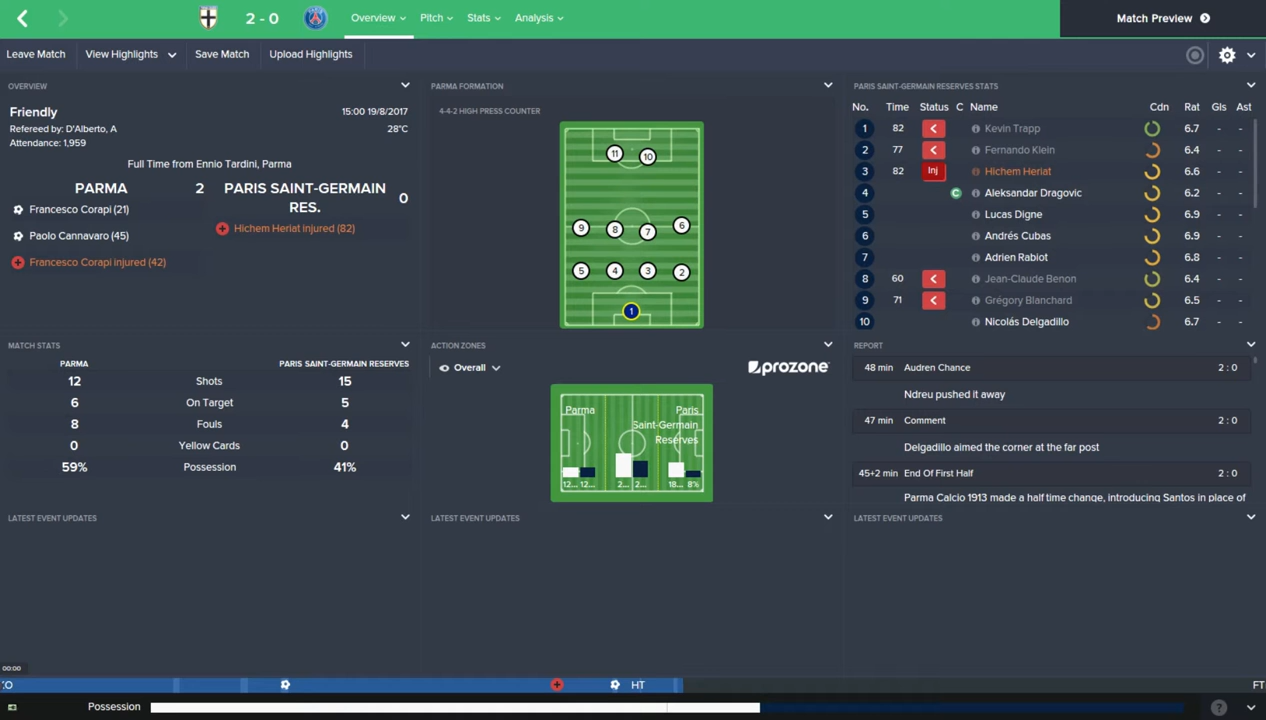 2 - 0
Overview
Pitch
Stats
Analysis
Match Preview
Leave Match
View Highlights
Save Match
Upload Highlights
OVERVIEW
Friendly
15:00 19/8/2017
Refereed by: D'Alberto, A
28°C
Attendance: 1,959
Full Time from Ennio Tardini, Parma
PARMA 2
PARIS SAINT-GERMAIN RES. 0
Francesco Corapi (21)
Paolo Cannavaro (45)
Francesco Corapi injured (42)
Hichem Heriat injured (82)
PARMA FORMATION
4-4-2 HIGH PRESS COUNTER
11 10
9 8 7 6
5 4 3 2
1
PARIS SAINT-GERMAIN RESERVES STATS
No. Time Status C Name Cdn Rat Gls Ast
1 82 Kevin Trapp 6.7 - -
2 77 Fernando Klein 6.4 - -
3 82 Inj Hichem Heriat 6.6 - -
4 C Aleksandar Dragovic 6.2 - -
5 Lucas Digne 6.9 - -
6 Andrés Cubas 6.9 - -
7 Adrien Rabiot 6.8 - -
8 60 Jean-Claude Benon 6.4 - -
9 71 Grégory Blanchard 6.5 - -
10 Nicolás Delgadillo 6.7 - -
MATCH STATS
PARMA PARIS SAINT-GERMAIN RESERVES
12 Shots 15
6 On Target 5
8 Fouls 4
0 Yellow Cards 0
59% Possession 41%
ACTION ZONES
Overall
prozone
Parma
Paris
Saint-Germain
Reserves
12... 12... 2... 2... 18... 8%
REPORT
48 min Audren Chance 2 : 0
Ndreu pushed it away
47 min Comment 2 : 0
Delgadillo aimed the corner at the far post
45+2 min End Of First Half 2 : 0
Parma Calcio 1913 made a half time change, introducing Santos in place of
LATEST EVENT UPDATES
LATEST EVENT UPDATES
LATEST EVENT UPDATES
00:00
HT
FT
Possession
?